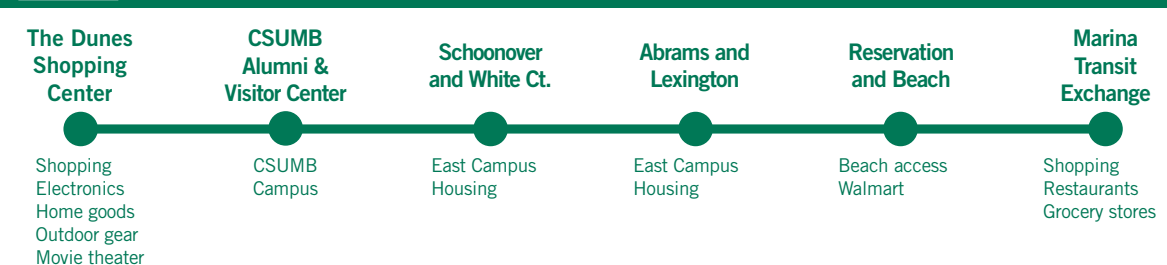 The Dunes
Shopping
Center
CSUMB
Alumni &
Visitor Center
Schoonover
and White Ct.
Abrams and
Lexington
Reservation
and Beach
Marina
Transit
Exchange
Shopping
Electronics
Home goods
Outdoor gear
Movie theater
CSUMB
Campus
East Campus
Housing
East Campus
Housing
Beach access
Walmart
Shopping
Restaurants
Grocery stores